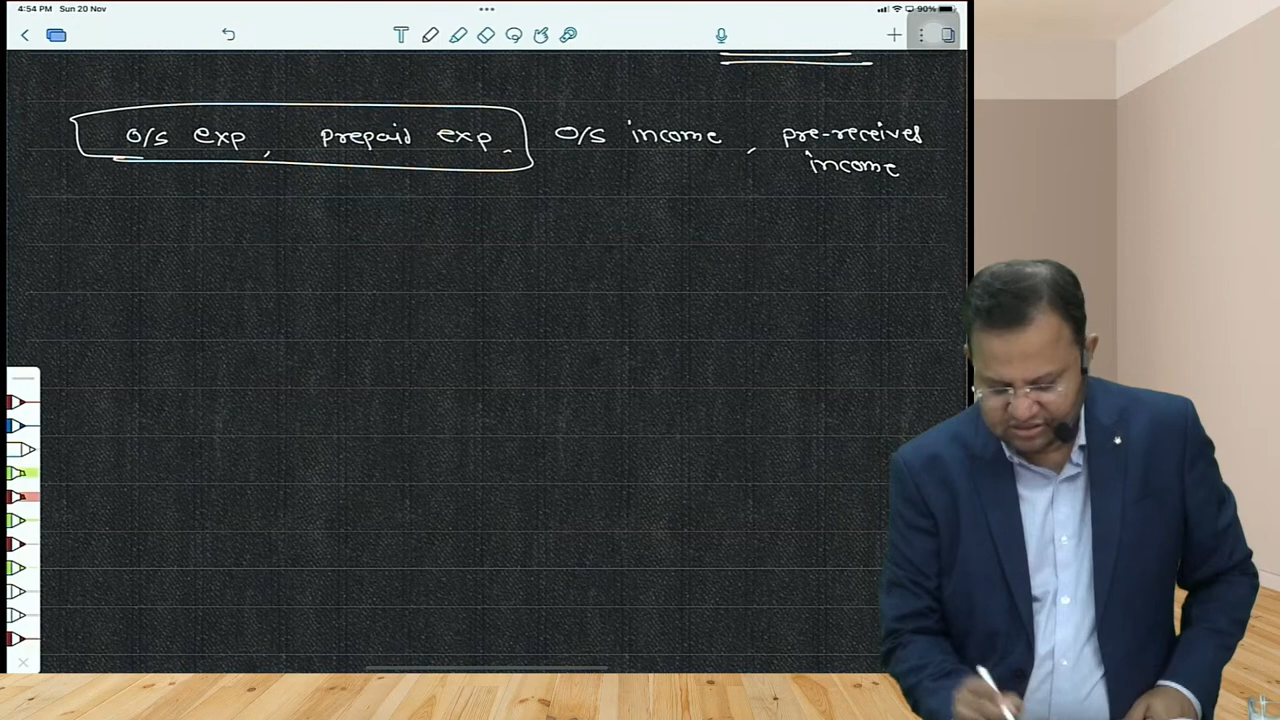 4:54 PM Sun 20 Nov
90%
T
O/s exp, prepaid exp. O/s income, pre-received
income